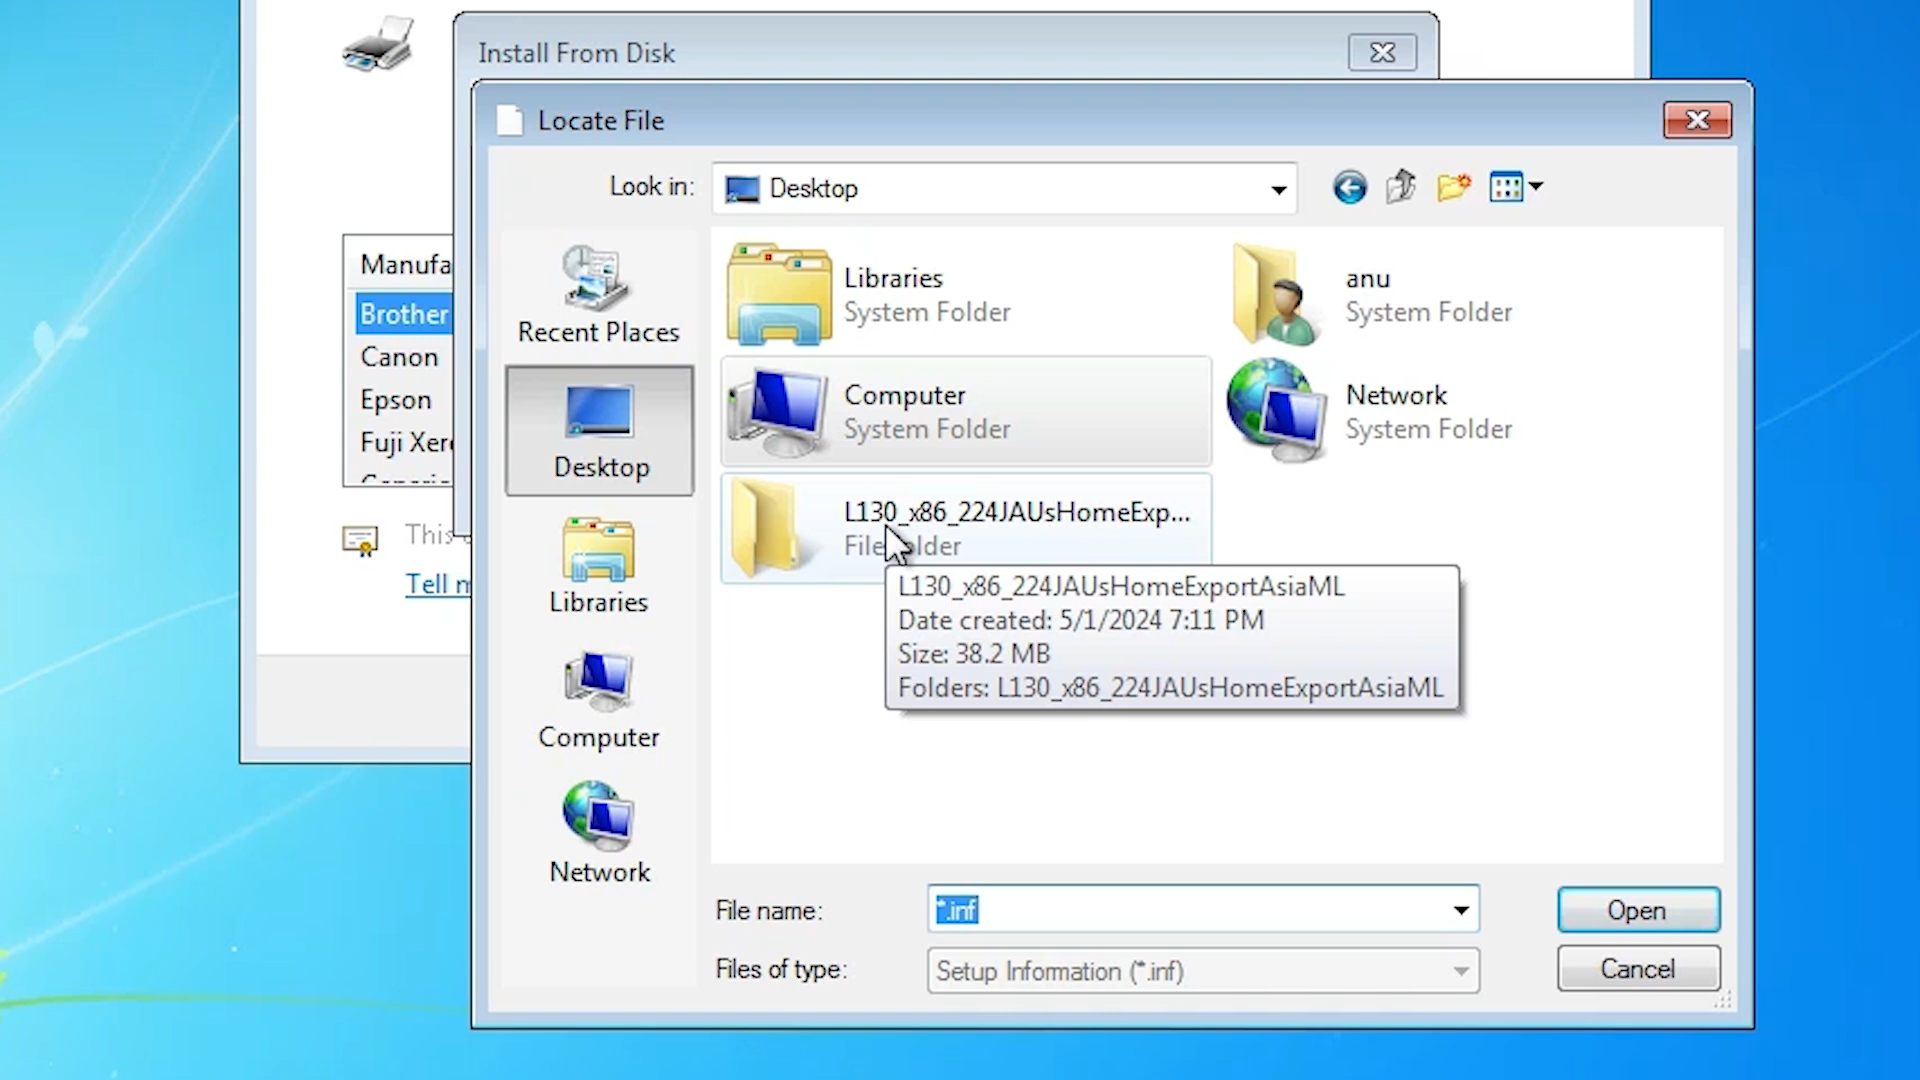 Install From Disk
Locate File
Look in:
Desktop
Recent Places
Desktop
Libraries
Computer
Network
Libraries
System Folder
anu
System Folder
Computer
System Folder
Network
System Folder
L130_x86_224JAUsHomeExp...
File folder
L130_x86_224JAUsHomeExportAsiaML
Date created: 5/1/2024 7:11 PM
Size: 38.2 MB
Folders: L130_x86_224JAUsHomeExportAsiaML
File name:
*.inf
Open
Files of type:
Setup Information (*.inf)
Cancel
Manufa
Brother
Canon
Epson
Fuji Xer
This
Tell